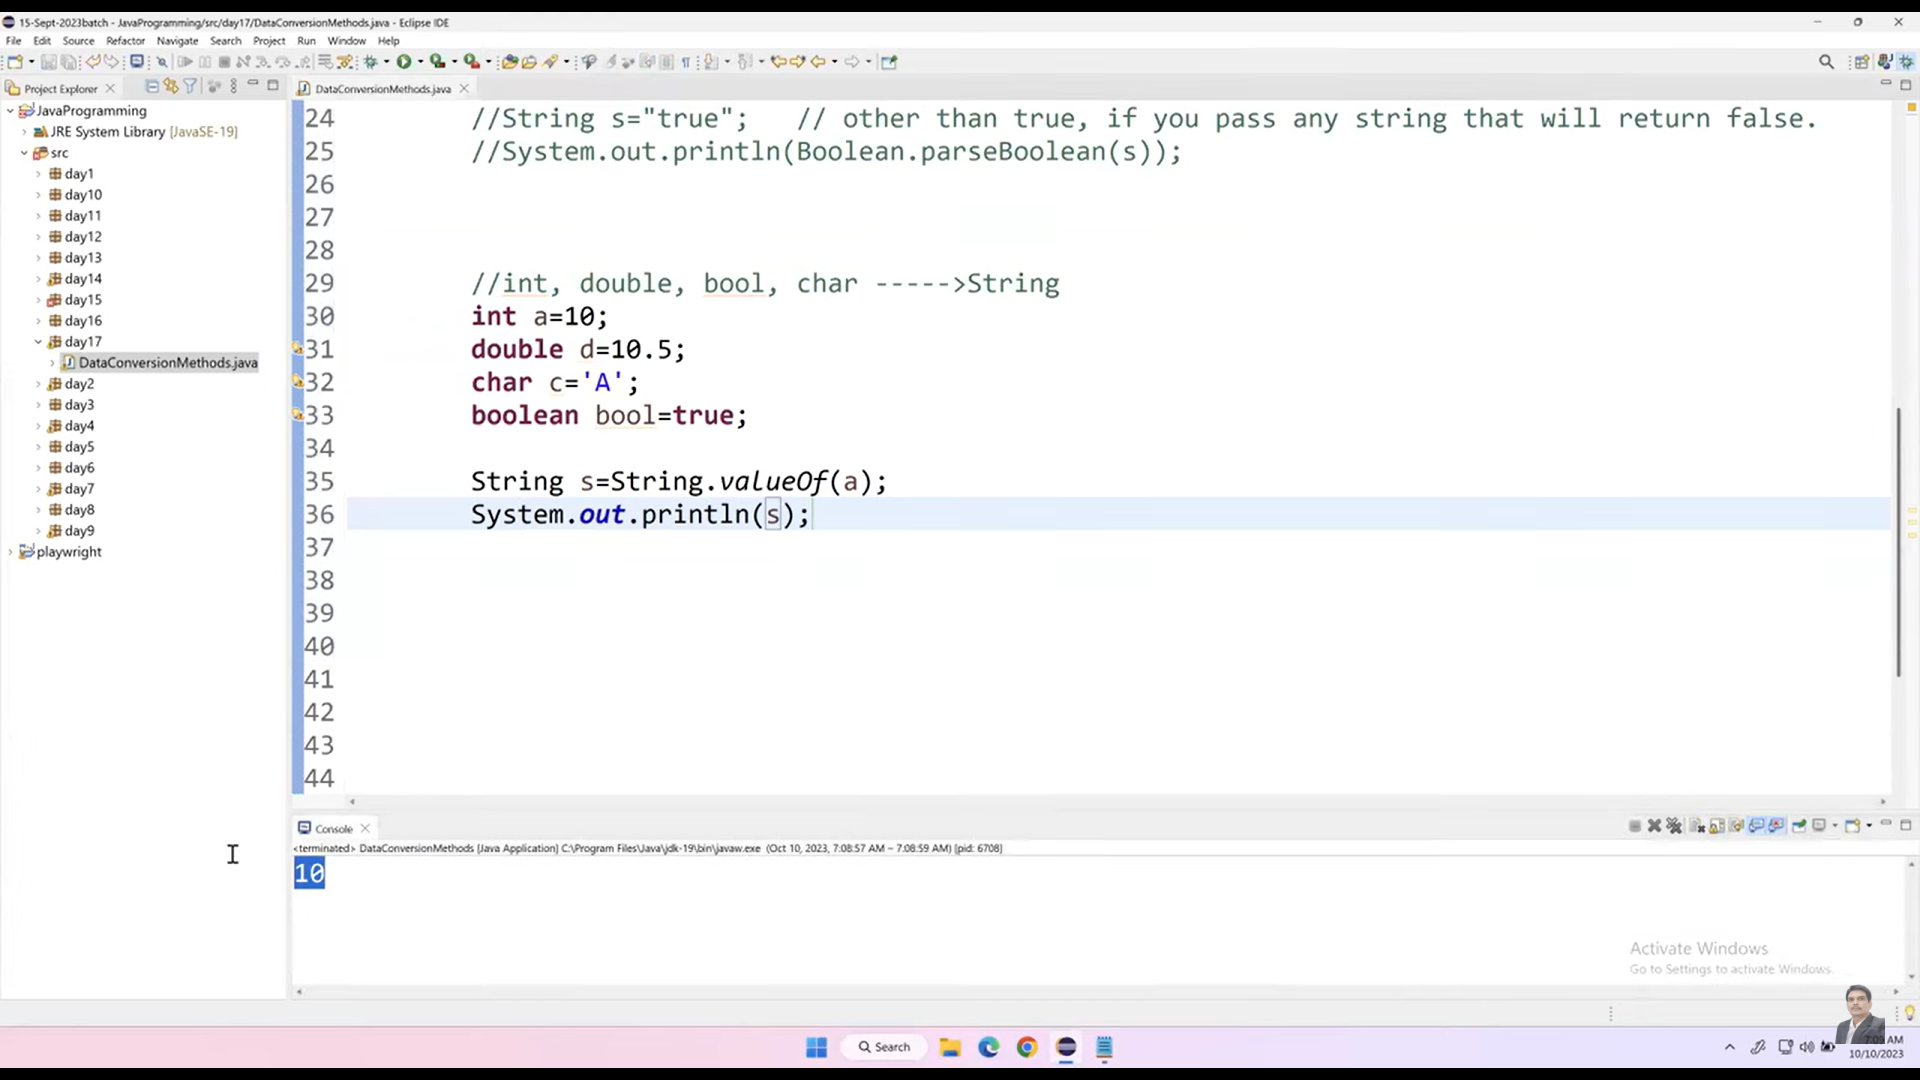 15-Sept-2023batch - JavaProgramming/src/day17/DataConversionMethods.java - Eclipse IDE
File Edit Source Refactor Navigate Search Project Run Window Help
Project Explorer
DataConversionMethods.java
JavaProgramming
JRE System Library [JavaSE-19]
src
day1
day10
day11
day12
day13
day14
day15
day16
day17
DataConversionMethods.java
day2
day3
day4
day5
day6
day7
day8
day9
playwright
24 //String s="true"; // other than true, if you pass any string that will return false.
25 //System.out.println(Boolean.parseBoolean(s));
26
27
28
29 //int, double, bool, char ----->String
30 int a=10;
31 double d=10.5;
32 char c='A';
33 boolean bool=true;
34
35 String s=String.valueOf(a);
36 System.out.println(s);
37
38
39
40
41
42
43
44
Console
<terminated> DataConversionMethods [Java Application] C:\Program Files\Java\jdk-19\bin\javaw.exe (Oct 10, 2023, 7:08:57 AM – 7:08:59 AM) [pid: 6708]
10
Activate Windows
Go to Settings to activate Windows.
Search
AM
10/10/2023